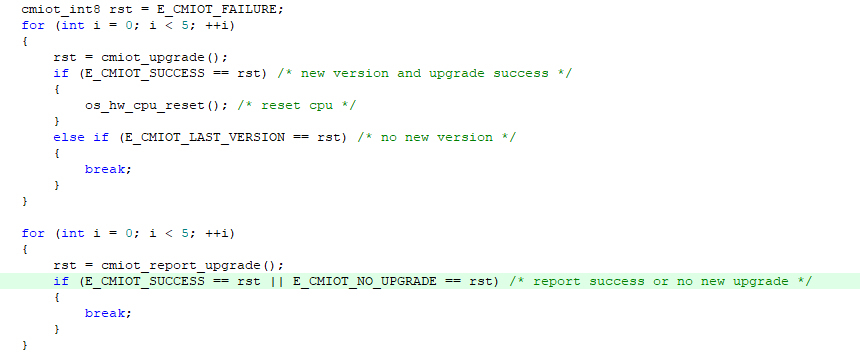 cmiot_int8 rst = E_CMIOT_FAILURE;
for (int i = 0; i < 5; ++i)
{
    rst = cmiot_upgrade();
    if (E_CMIOT_SUCCESS == rst) /* new version and upgrade success */
    {
        os_hw_cpu_reset(); /* reset cpu */
    }
    else if (E_CMIOT_LAST_VERSION == rst) /* no new version */
    {
        break;
    }
}

for (int i = 0; i < 5; ++i)
{
    rst = cmiot_report_upgrade();
    if (E_CMIOT_SUCCESS == rst || E_CMIOT_NO_UPGRADE == rst) /* report success or no new upgrade */
    {
        break;
    }
}